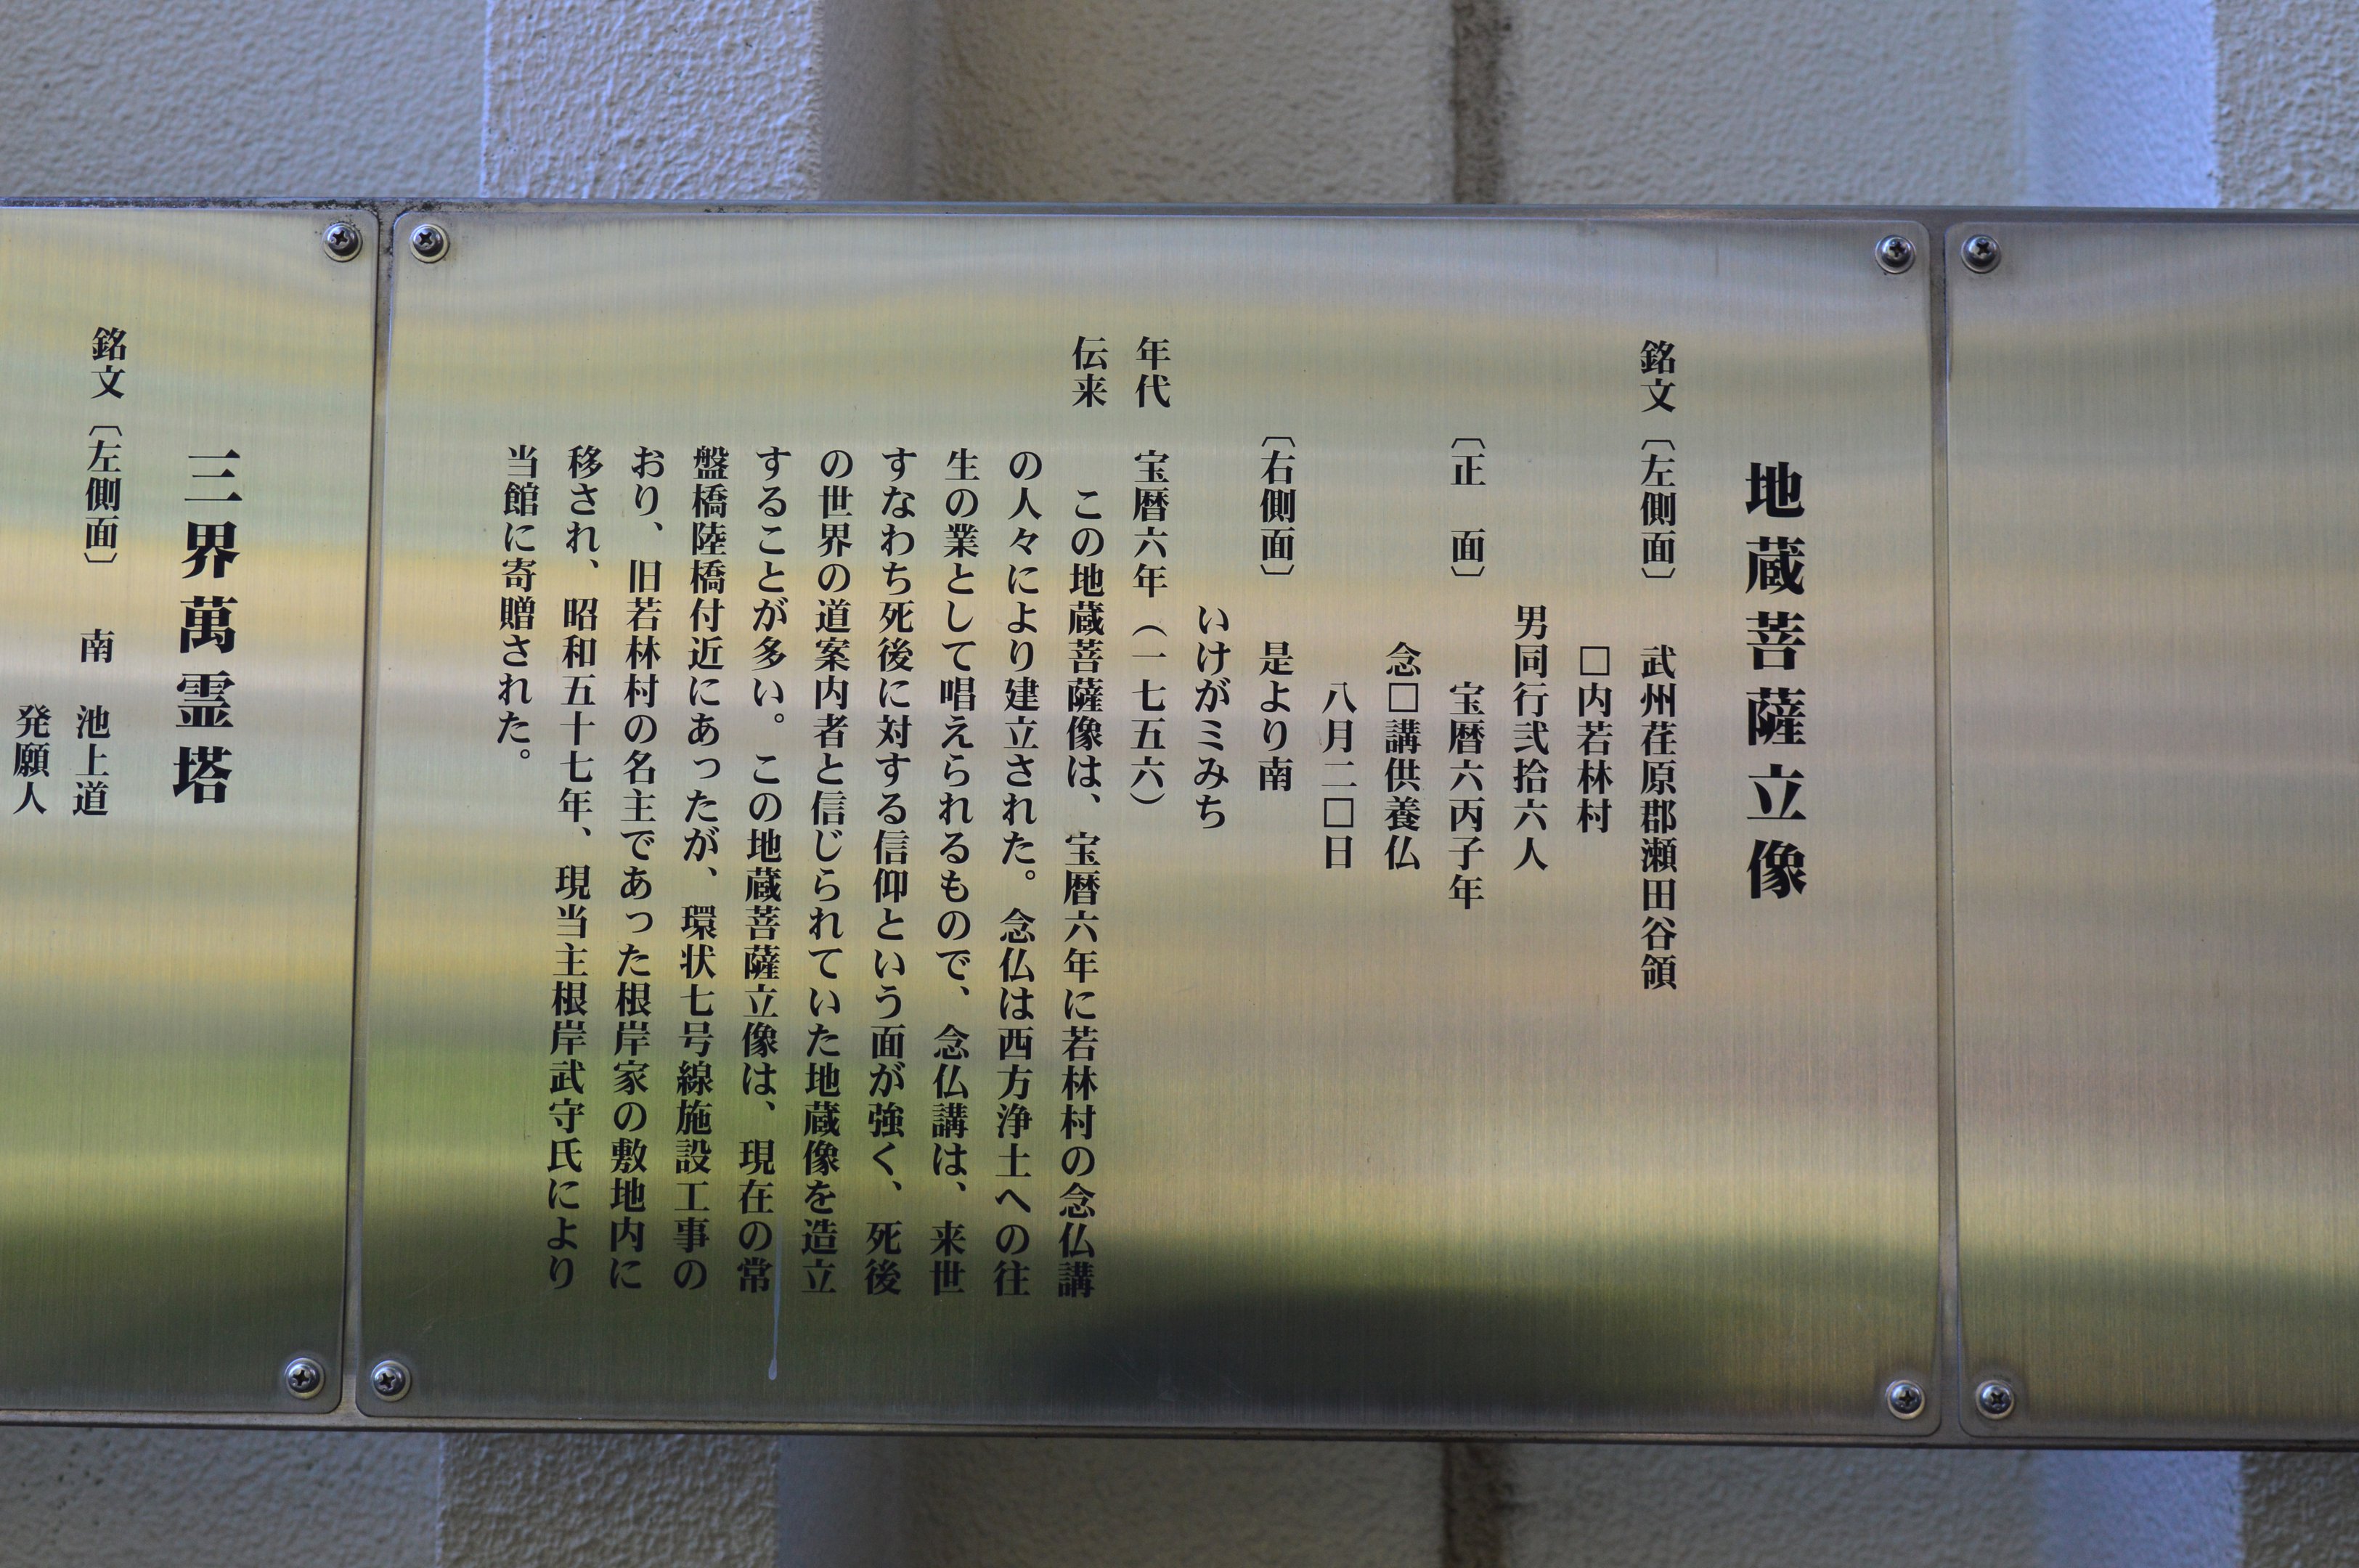 地蔵菩薩立像
銘文〔左側面〕 武州荏原郡瀬田谷領
□内若林村
男同行弐拾六人
〔正 面〕 宝暦六丙子年
念□講供養仏
八月二□日
〔右側面〕 是より南
いけがミみち
年代 宝暦六年(一七五六)
伝来 この地蔵菩薩像は、宝暦六年に若林村の念仏講
の人々により建立された。念仏は西方浄土への往
生の業として唱えられるもので、念仏講は、来世
すなわち死後に対する信仰という面が強く、死後
の世界の道案内者と信じられていた地蔵像を造立
することが多い。この地蔵菩薩立像は、現在の常
盤橋陸橋付近にあったが、環状七号線施設工事の
おり、旧若林村の名主であった根岸家の敷地内に
移され、昭和五十七年、現当主根岸武守氏により
当館に寄贈された。
三界萬霊塔
銘文〔左側面〕 南 池上道
発願人